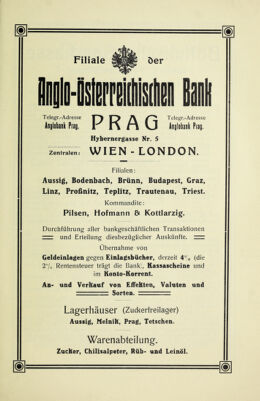 Filiale der
Anglo-Österreichischen Bank
Telegr.-Adresse
Anglobank Prag.
PRAG
Telegr.-Adresse
Anglobank Prag.
Hybernergasse Nr. 5
Zentralen: WIEN - LONDON.
Filialen:
Aussig, Bodenbach, Brünn, Budapest, Graz,
Linz, Proßnitz, Teplitz, Trautenau, Triest.
Kommandite:
Pilsen, Hofmann & Kottlarzig.
Durchführung aller bankgeschäftlichen Transaktionen
und Erteilung diesbezüglicher Auskünfte.
Übernahme von
Geldeinlagen gegen Einlagsbücher, derzeit 4%, (die
2% Rentensteuer trägt die Bank), Kassascheine und
im Konto-Korrent.
An- und Verkauf von Effekten, Valuten und
Sorten.
Lagerhäuser (Zuckerfreilager)
Aussig, Melnik, Prag, Tetschen.
Warenabteilung.
Zucker, Chilisalpeter, Rüb- und Leinöl.